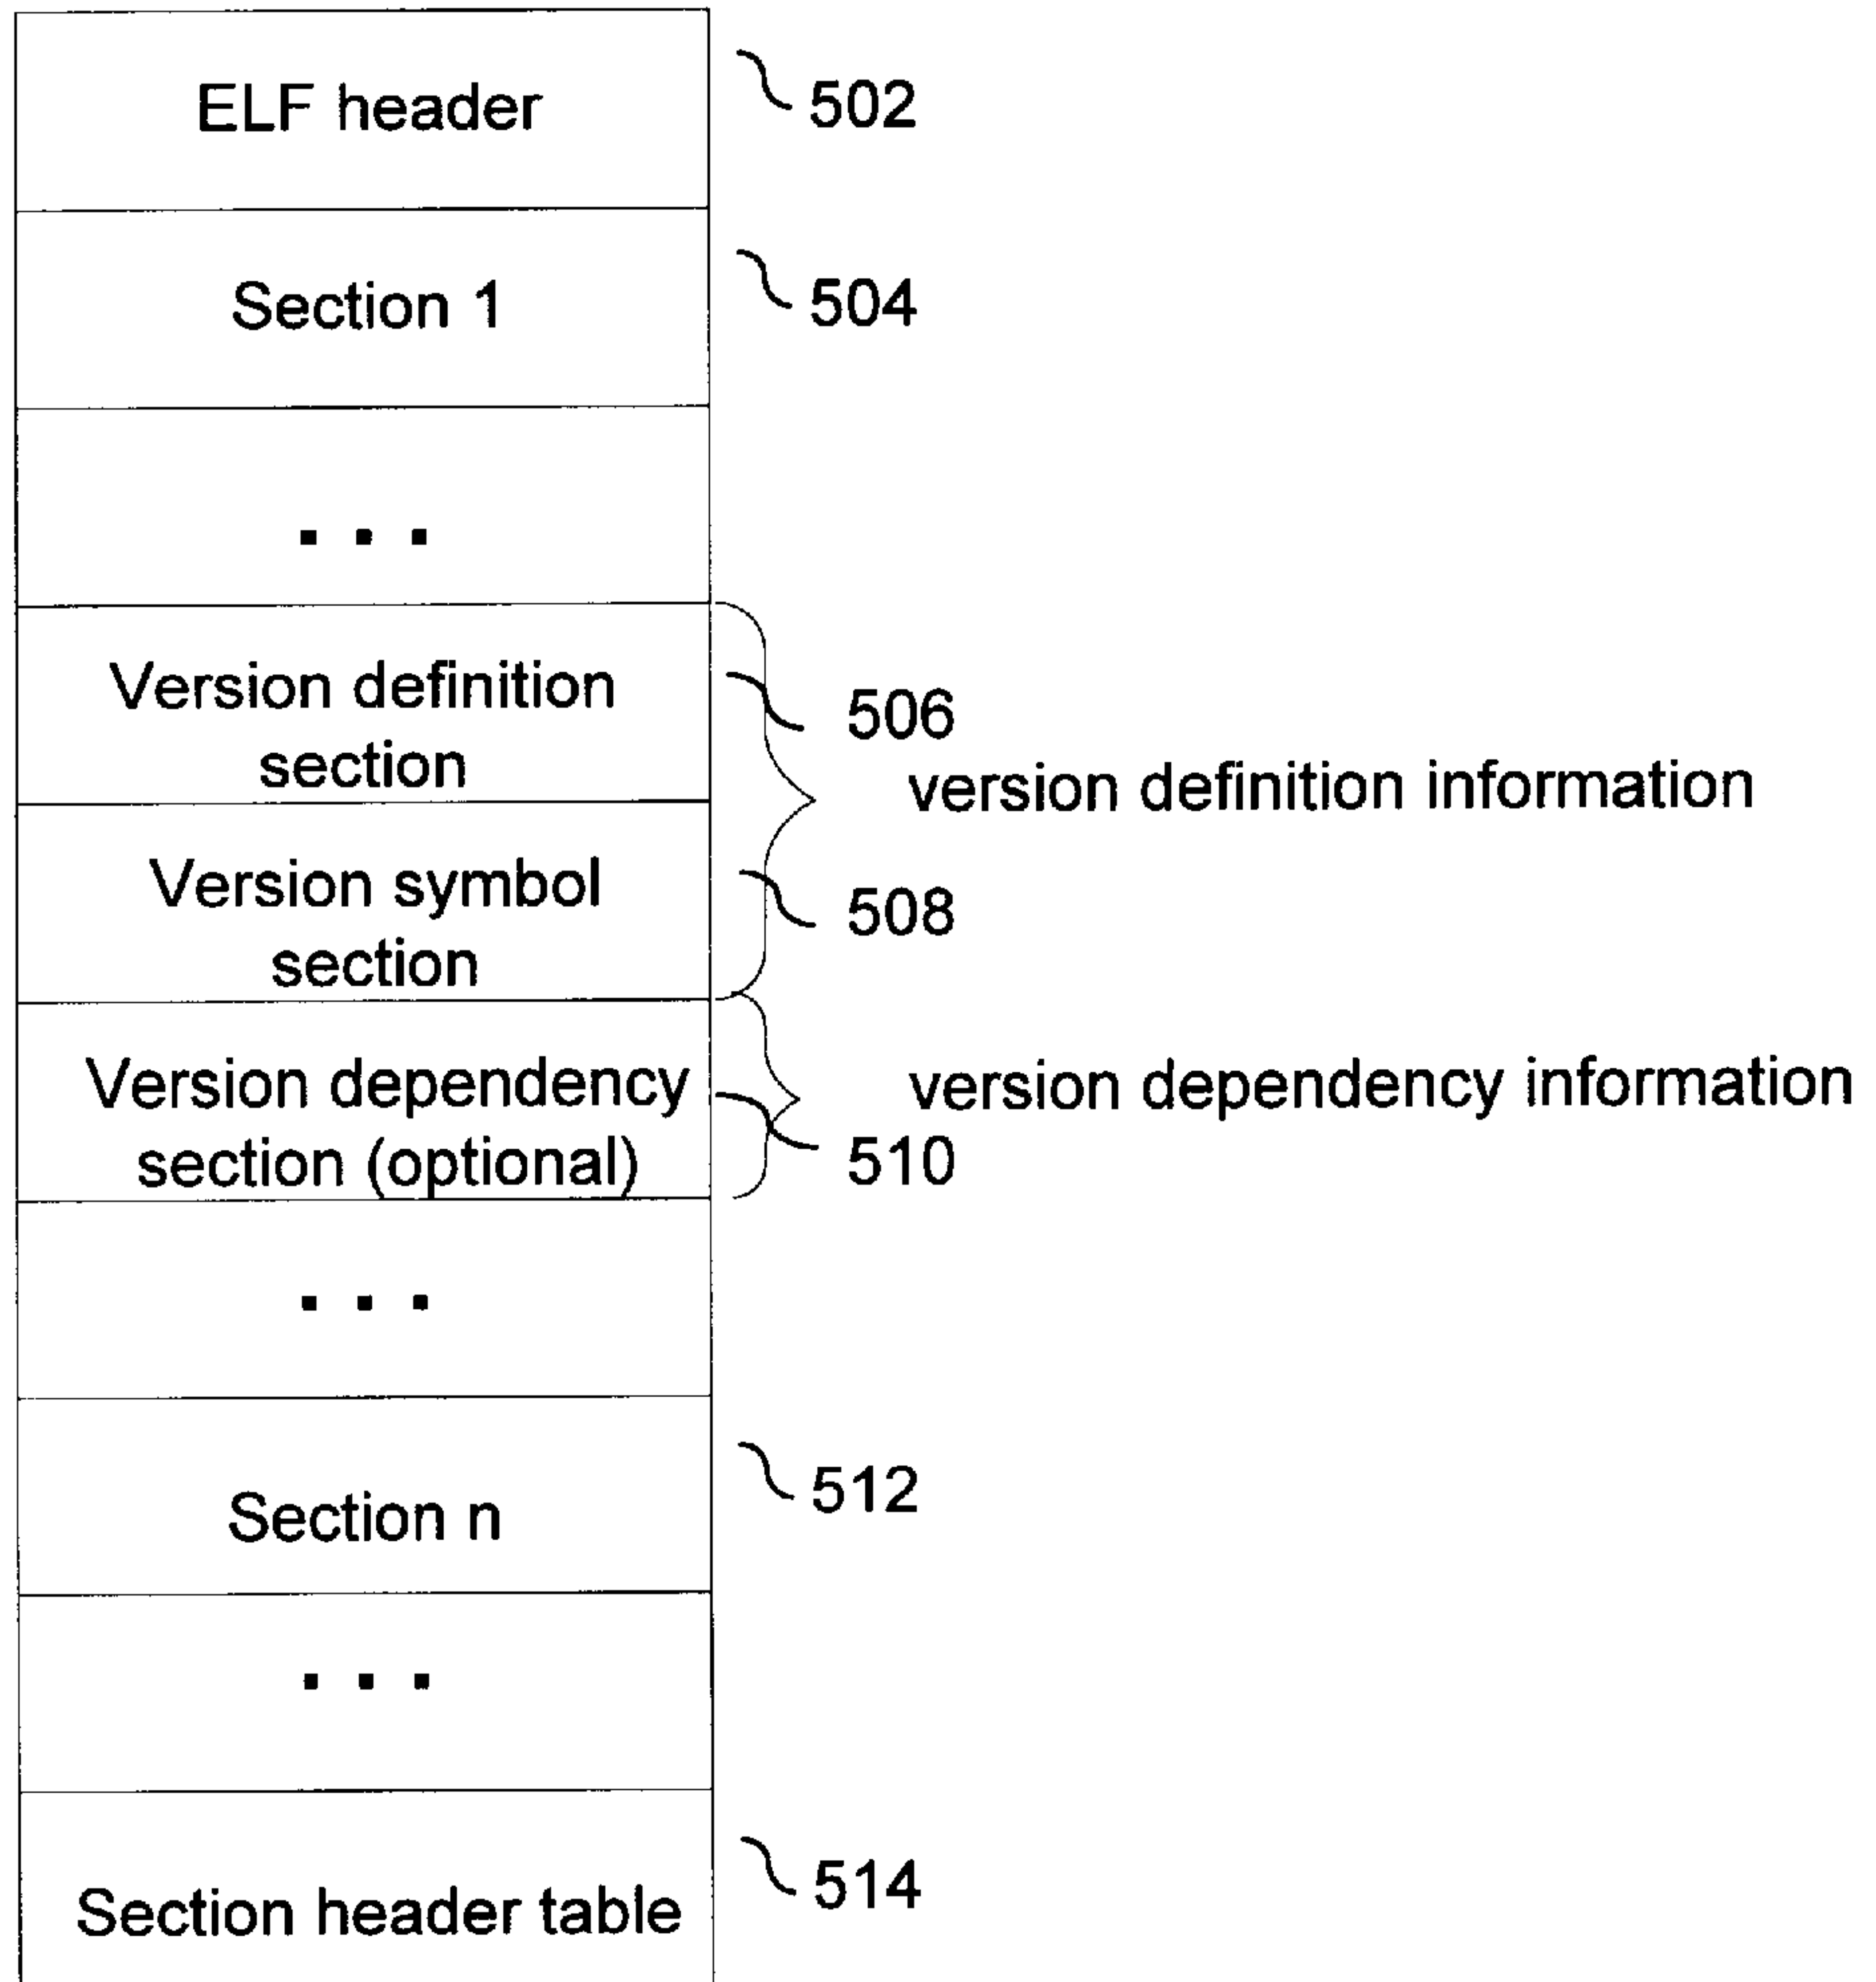 ELF header
502
Section 1
504
...
Version definition
section
506
version definition information
Version symbol
section
508
Version dependency
section (optional)
version dependency information
510
...
Section n
512
...
Section header table
514